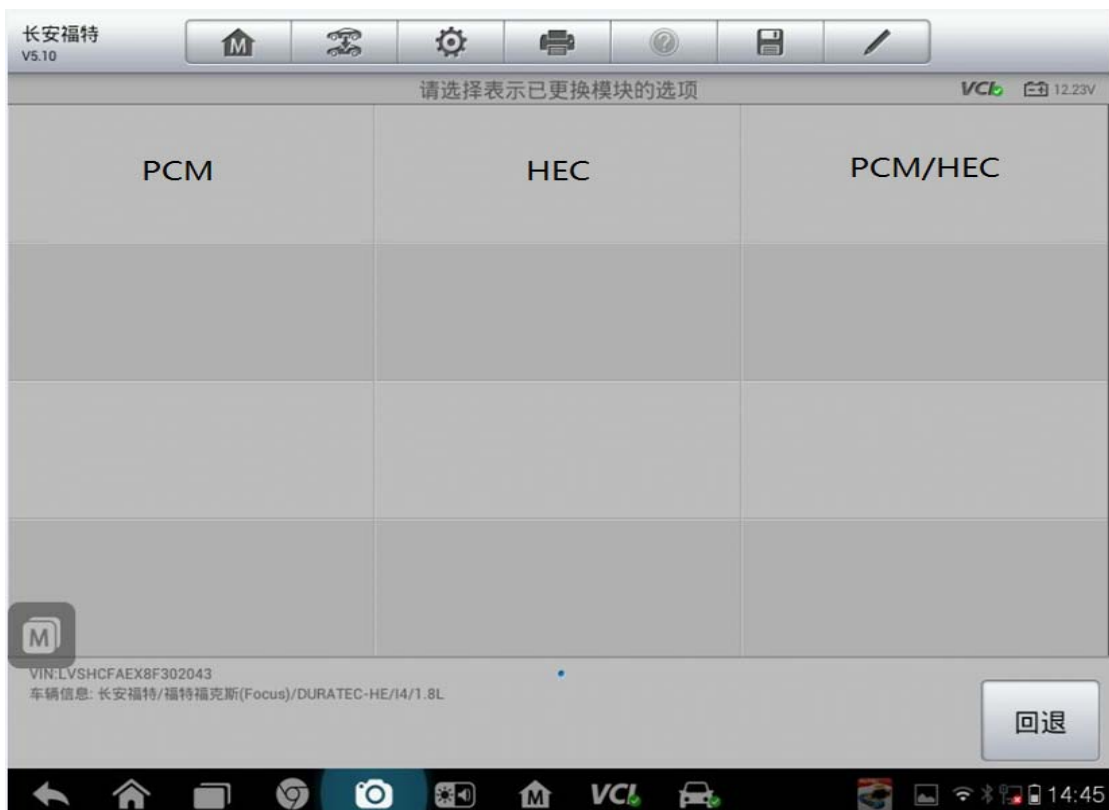 长安福特
V5.10
M
请选择表示已更换模块的选项
VCI
12.23V
PCM
HEC
PCM/HEC
M
VIN:LVSHCFAEX8F302043
车辆信息: 长安福特/福特福克斯(Focus)/DURATEC-HE/I4/1.8L
回退
M
VCI
14:45